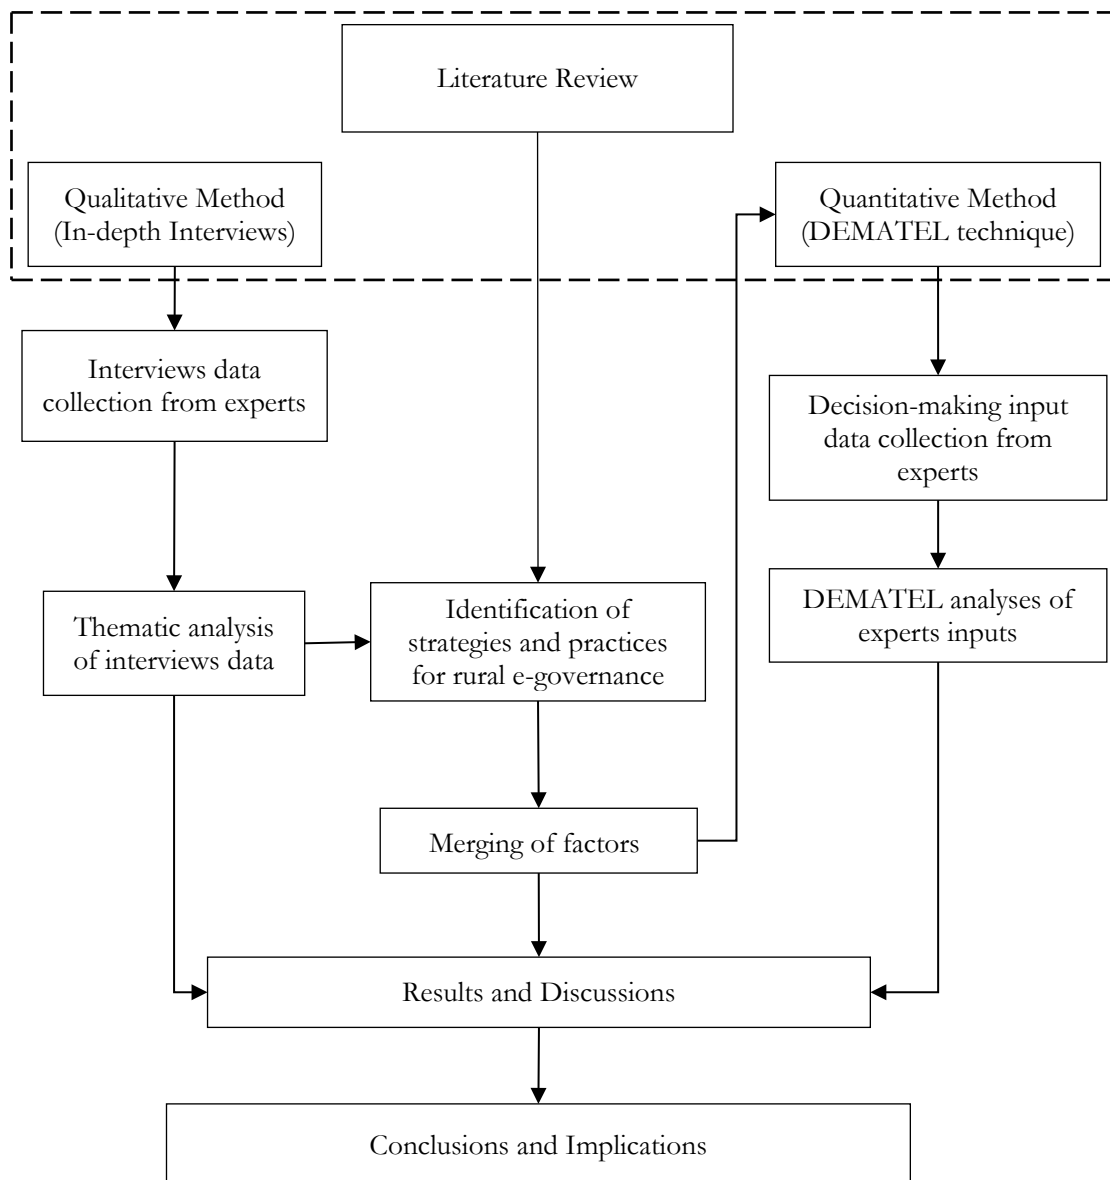 Literature Review
Qualitative Method
(In-depth Interviews)
Quantitative Method
(DEMATEL technique)
Interviews data
collection from experts
Decision-making input
data collection from
experts
Thematic analysis
of interviews data
Identification of
strategies and practices
for rural e-governance
DEMATEL analyses of
experts inputs
Merging of factors
Results and Discussions
Conclusions and Implications